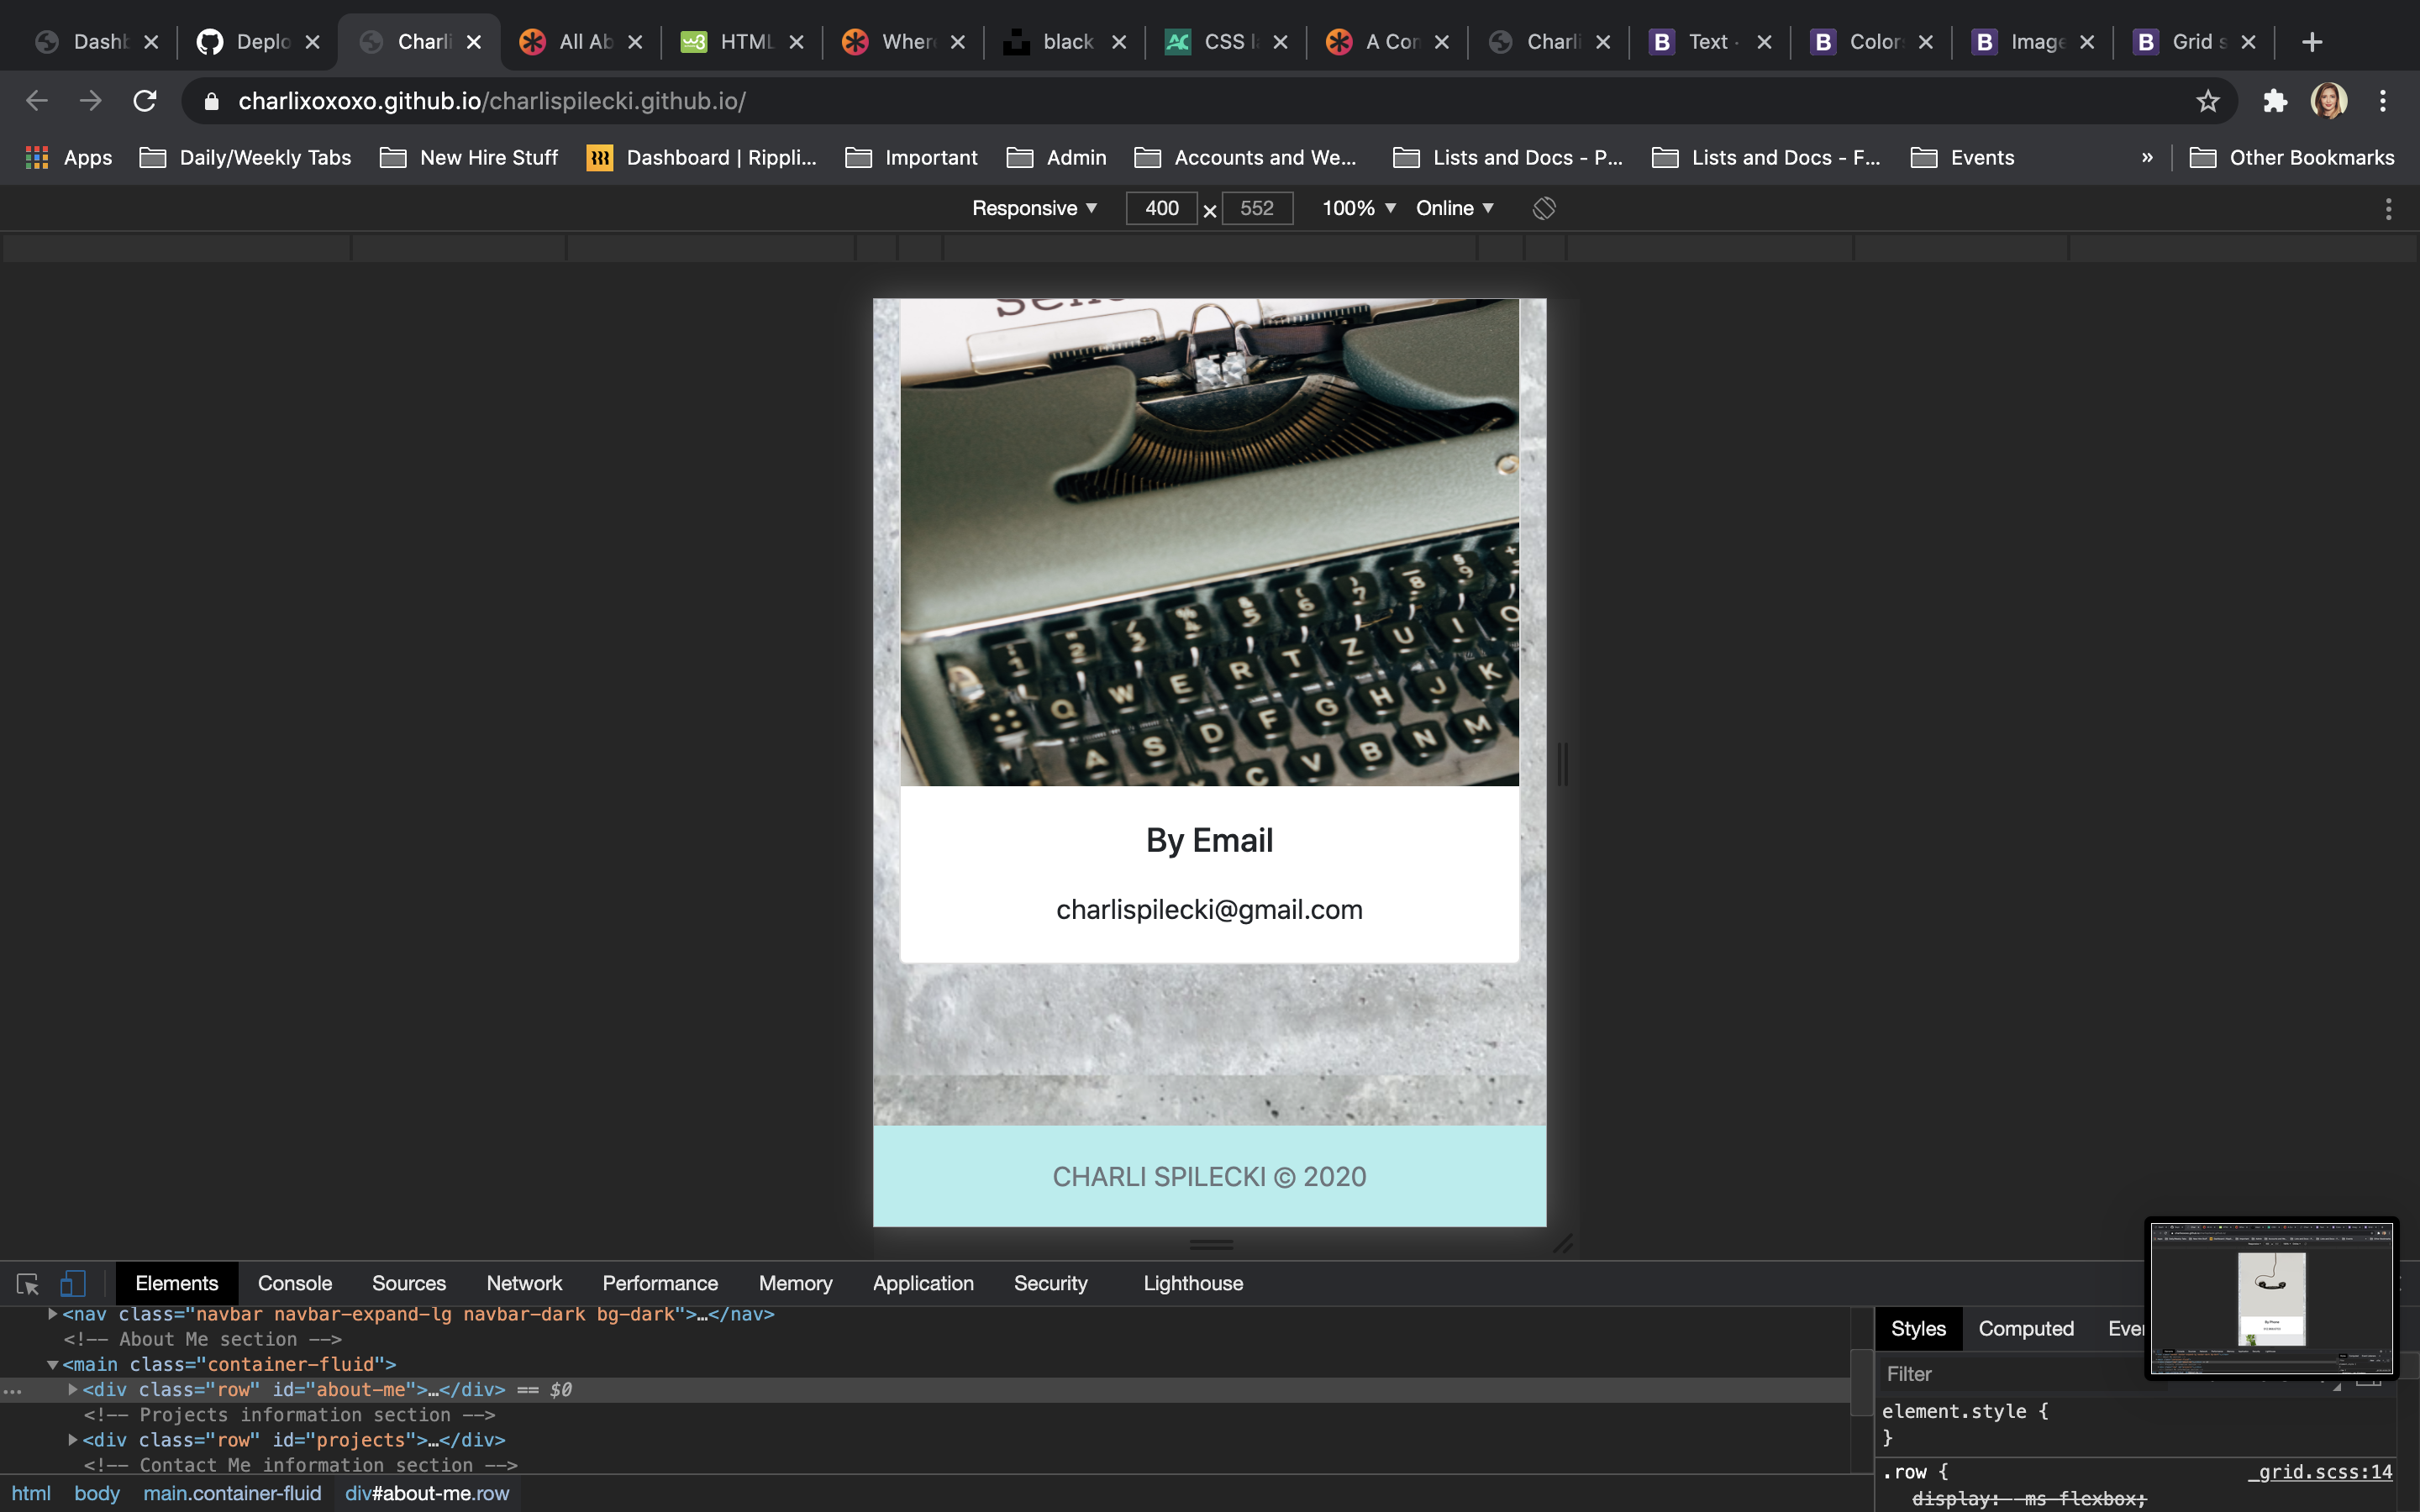 Dashb
Deplo
Charli
All Ab
HTML
Wher
black
CSS l
A Con
Charli
Text ·
Color
Image
Grid s
charlixoxoxo.github.io/charlispilecki.github.io/
Apps
Daily/Weekly Tabs
New Hire Stuff
Dashboard | Rippli...
Important
Admin
Accounts and We...
Lists and Docs - P...
Lists and Docs - F...
Events
»
Other Bookmarks
Responsive
400 × 552
100%
Online
Q W E R T Z U I O
A S D F G H J K
C V B N M
By Email
charlispilecki@gmail.com
CHARLI SPILECKI © 2020
Elements Console Sources Network Performance Memory Application Security Lighthouse
<nav class="navbar navbar-expand-lg navbar-dark bg-dark">…</nav>
<!-- About Me section -->
<main class="container-fluid">
<div class="row" id="about-me">…</div> == $0
<!-- Projects information section -->
<div class="row" id="projects">…</div>
<!-- Contact Me information section -->
html body main.container-fluid div#about-me.row
Styles Computed Ever
Filter
element.style {
}
.row {
_grid.scss:14
display: -ms-flexbox;